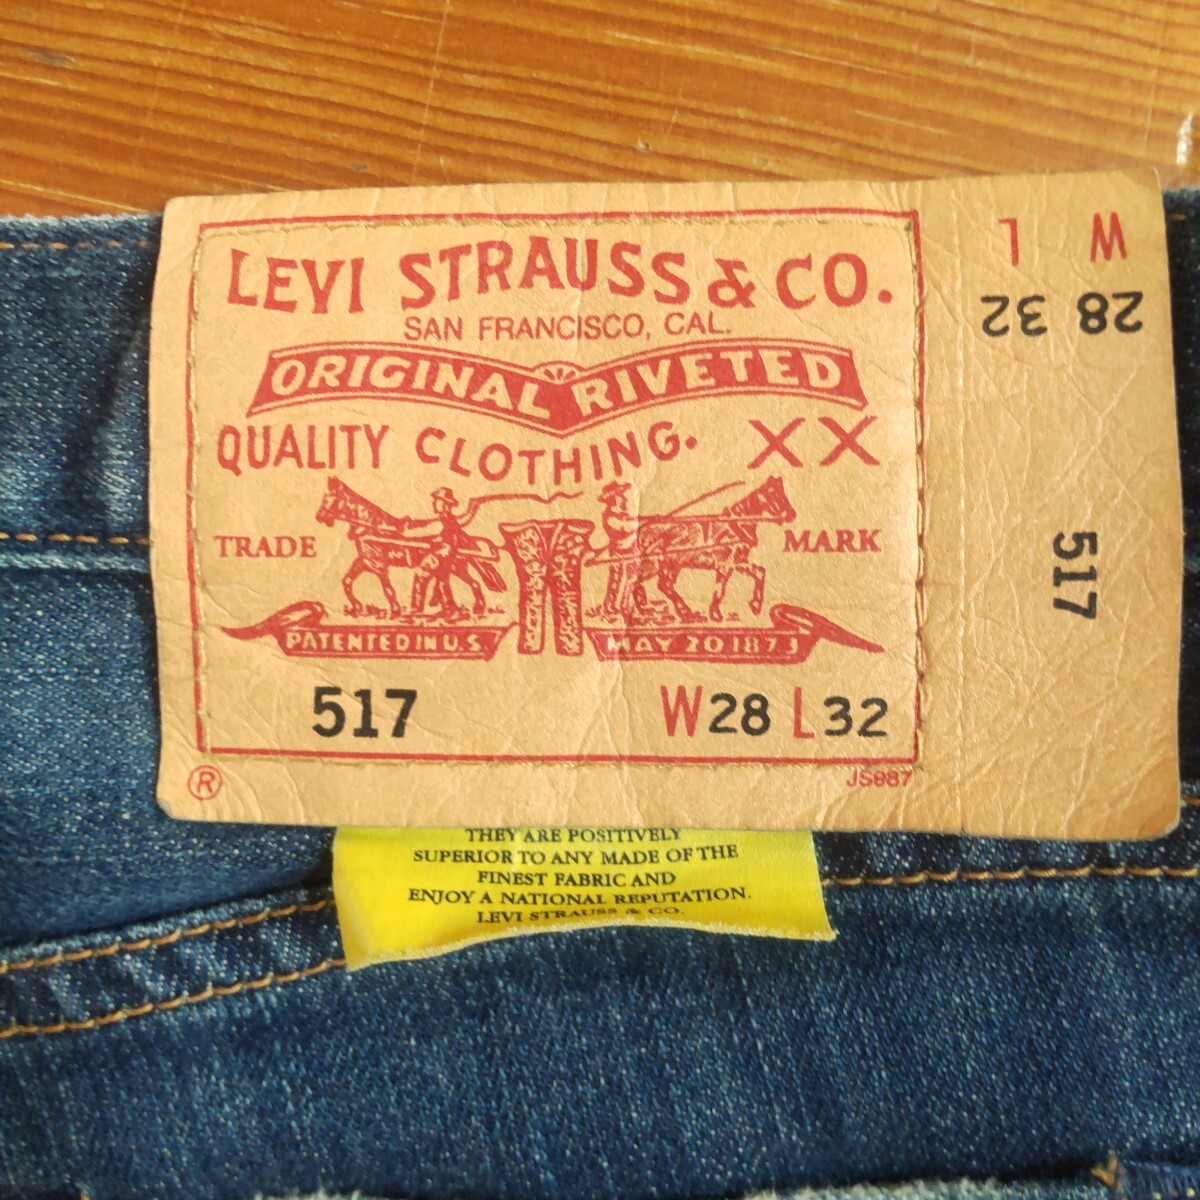 LEVI STRAUSS & CO.
SAN FRANCISCO, CAL.
ORIGINAL RIVETED
QUALITY CLOTHING. XX
TRADE MARK
PATENTED IN U.S. MAY 20 1873
517 W28 L32
® JS987
W L
28 32
517
THEY ARE POSITIVELY
SUPERIOR TO ANY MADE OF THE
FINEST FABRIC AND
ENJOY A NATIONAL REPUTATION.
LEVI STRAUSS & CO.